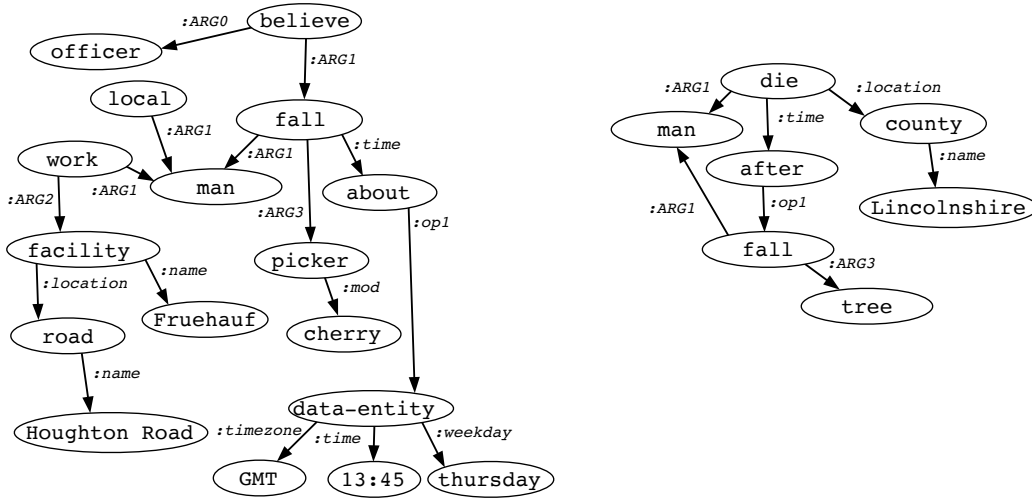 believe
:ARG0
officer
:ARG1
local
fall
:ARG1
:ARG1
:time
work
:ARG1
man
about
:ARG2
:ARG3
:op1
facility
picker
:location
:name
:mod
Fruehauf
cherry
road
:name
Houghton Road
data-entity
:timezone
:time
:weekday
GMT
13:45
thursday
die
:ARG1
:location
man
:time
county
after
:name
:ARG1
:op1
Lincolnshire
fall
:ARG3
tree